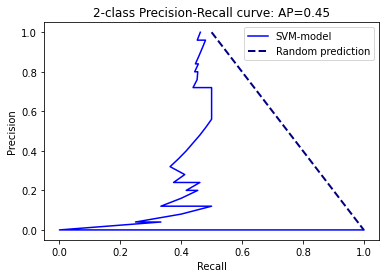 2-class Precision-Recall curve: AP=0.45
SVM-model
Random prediction
1.0
0.8
0.6
0.4
0.2
0.0
Precision
0.0 0.2 0.4 0.6 0.8 1.0
Recall